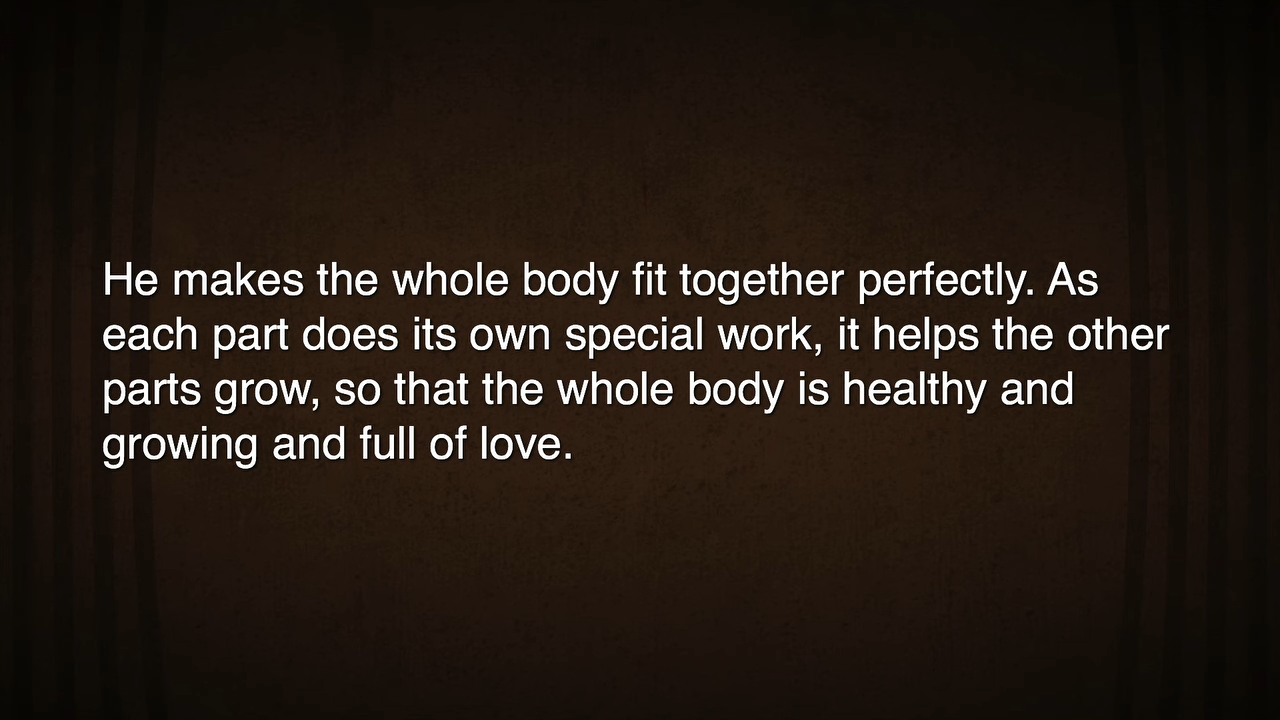 He makes the whole body fit together perfectly. As
each part does its own special work, it helps the other
parts grow, so that the whole body is healthy and
growing and full of love.